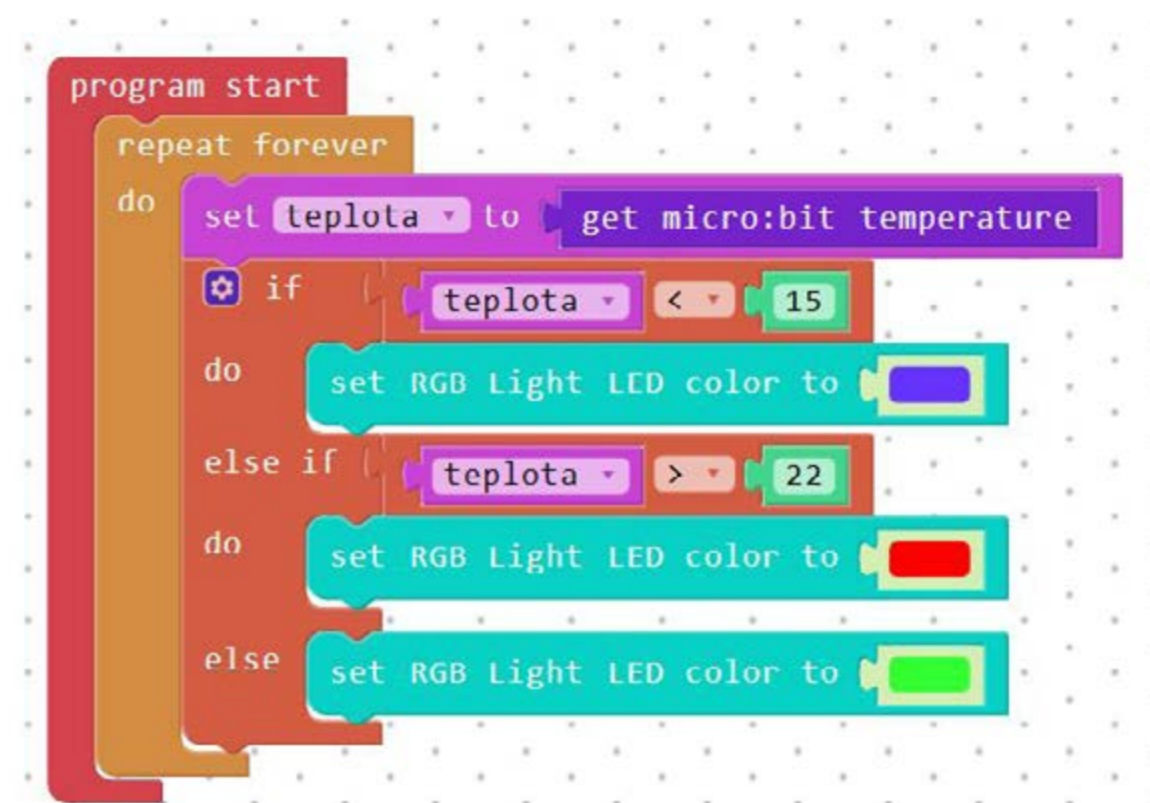 program start
repeat forever
do
set teplota to get micro:bit temperature
if teplota < 15
do set RGB Light LED color to
else if teplota > 22
do set RGB Light LED color to
else set RGB Light LED color to